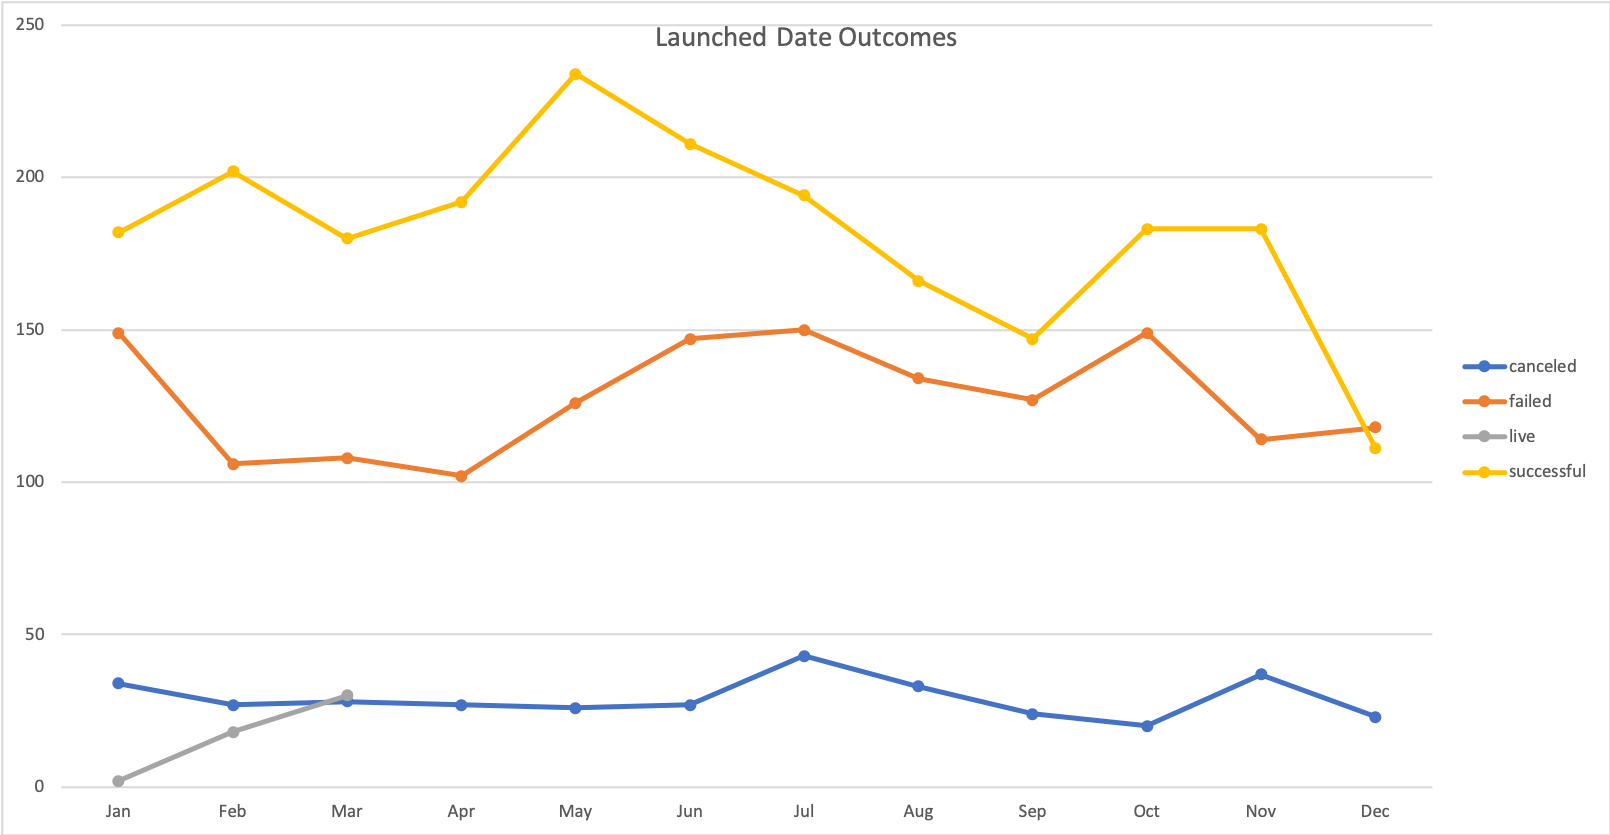 Launched Date Outcomes
250
200
150
100
50
0
Jan Feb Mar Apr May Jun Jul Aug Sep Oct Nov Dec
canceled
failed
live
successful